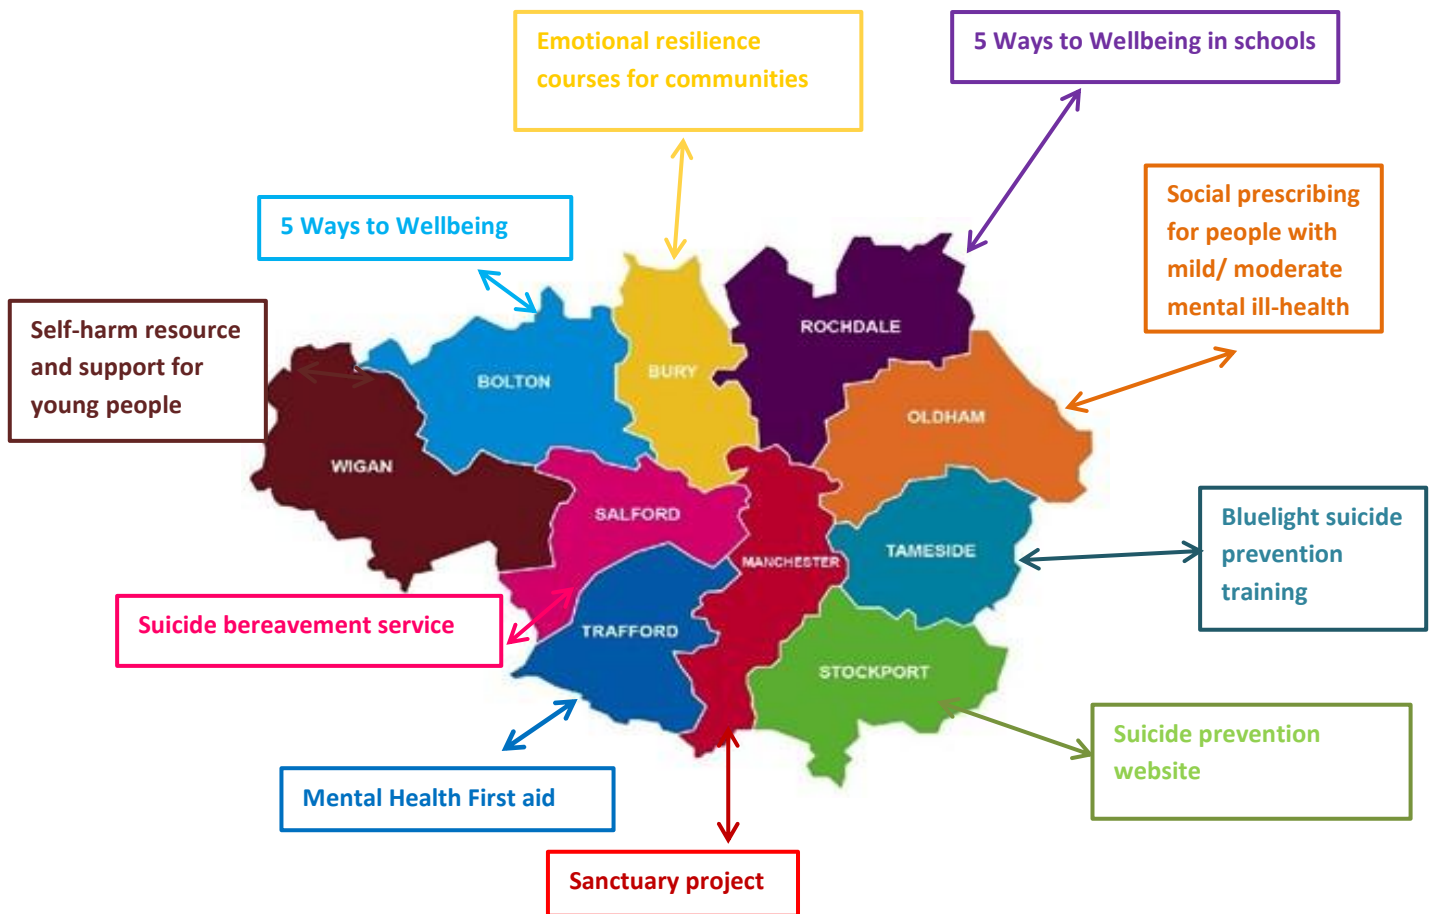 Emotional resilience
courses for communities
5 Ways to Wellbeing in schools
5 Ways to Wellbeing
Social prescribing
for people with
mild/ moderate
mental ill-health
Self-harm resource
and support for
young people
ROCHDALE
BOLTON
BURY
OLDHAM
WIGAN
SALFORD
MANCHESTER
TAMESIDE
Bluelight suicide
prevention
training
Suicide bereavement service
TRAFFORD
STOCKPORT
Suicide prevention
website
Mental Health First aid
Sanctuary project